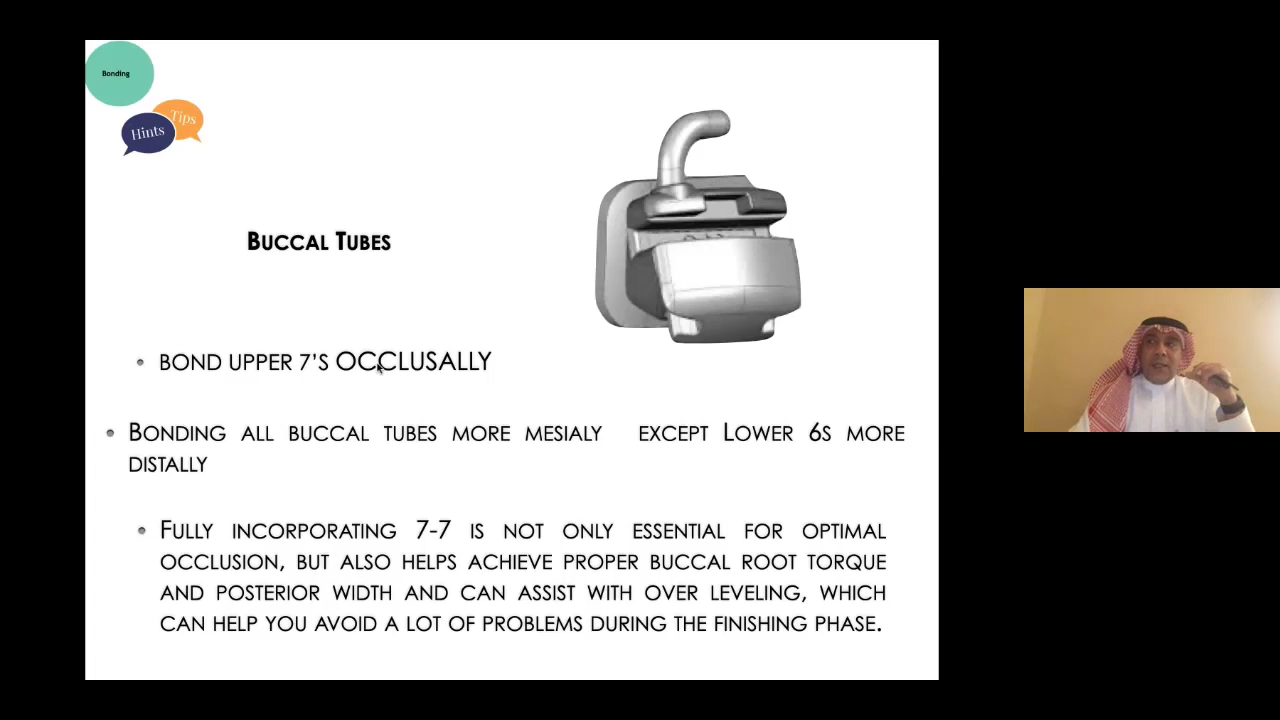 Bonding
Tips
Hints
BUCCAL TUBES
• BOND UPPER 7'S OCCLUSALLY
• BONDING ALL BUCCAL TUBES MORE MESIALY EXCEPT LOWER 6S MORE
DISTALLY
• FULLY INCORPORATING 7-7 IS NOT ONLY ESSENTIAL FOR OPTIMAL
OCCLUSION, BUT ALSO HELPS ACHIEVE PROPER BUCCAL ROOT TORQUE
AND POSTERIOR WIDTH AND CAN ASSIST WITH OVER LEVELING, WHICH
CAN HELP YOU AVOID A LOT OF PROBLEMS DURING THE FINISHING PHASE.